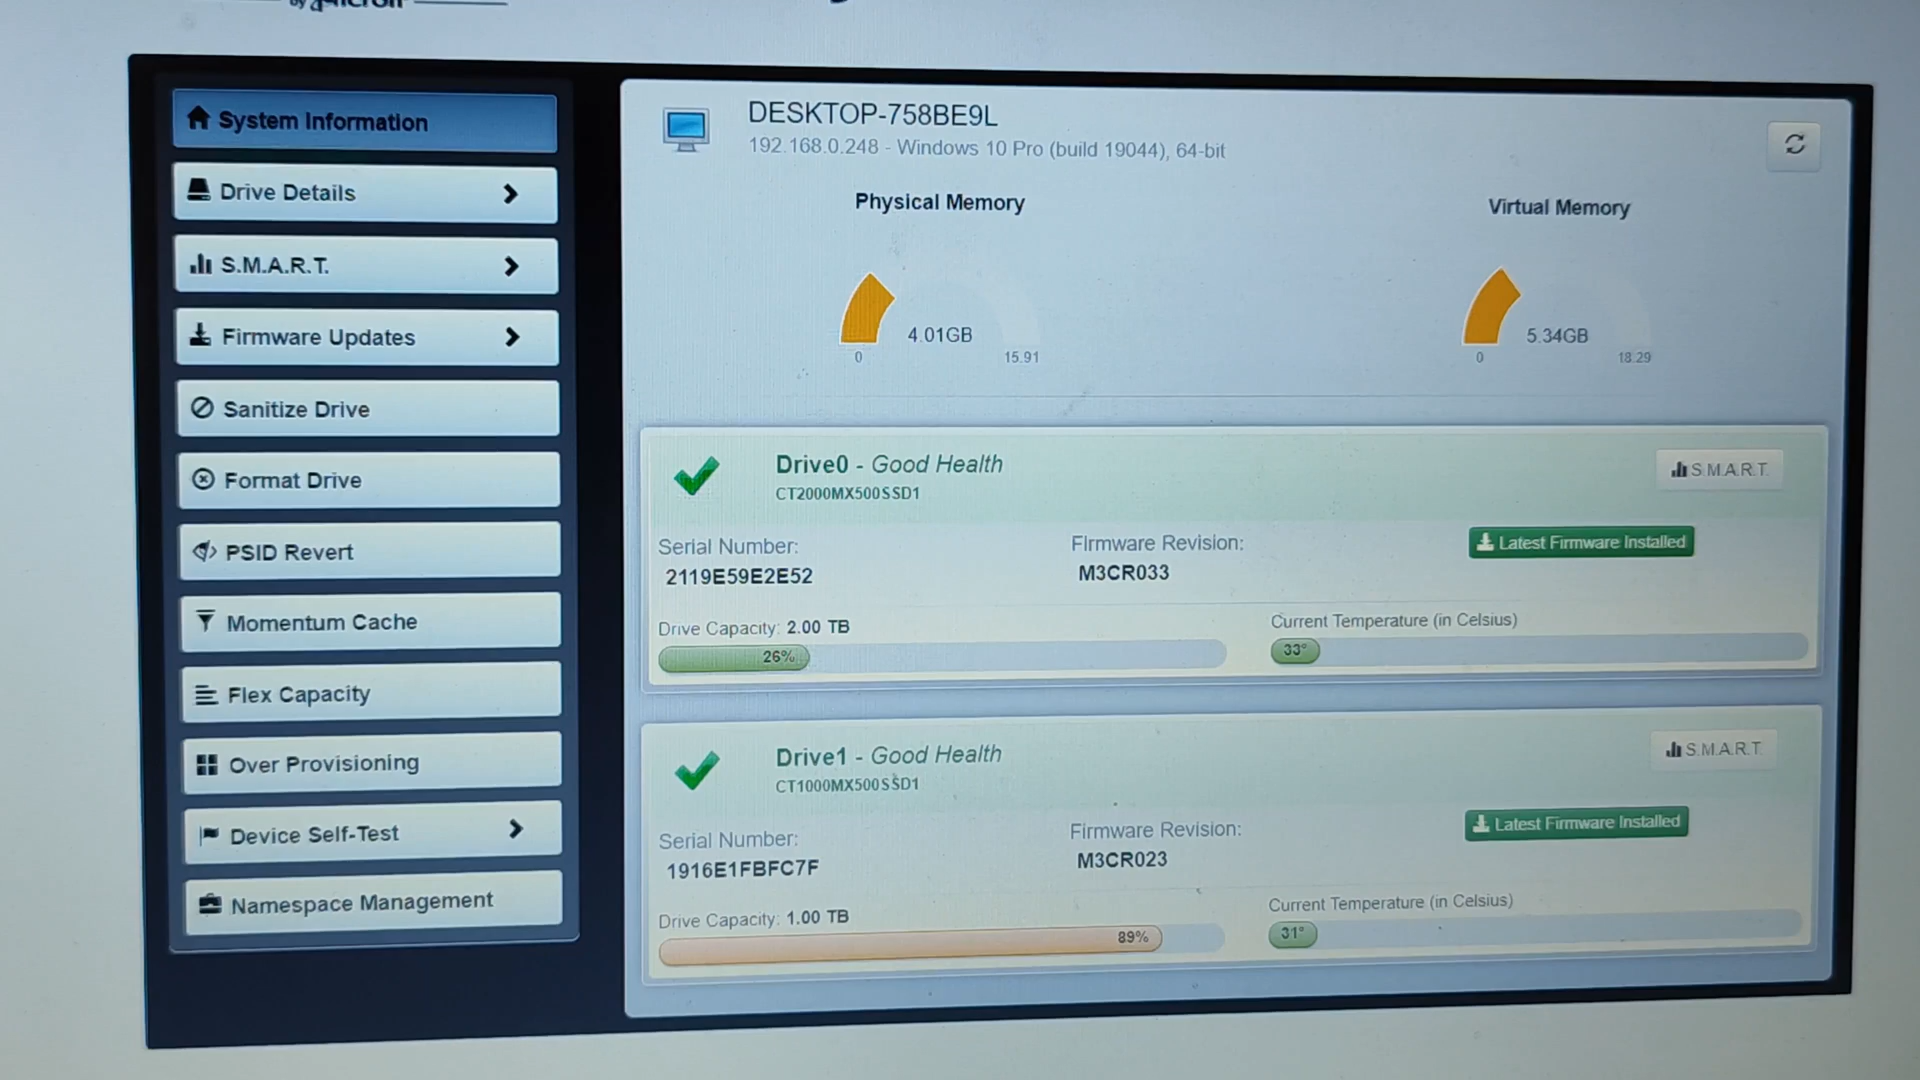 by Micron
System Information
Drive Details
S.M.A.R.T.
Firmware Updates
Sanitize Drive
Format Drive
PSID Revert
Momentum Cache
Flex Capacity
Over Provisioning
Device Self-Test
Namespace Management
DESKTOP-758BE9L
192.168.0.248 - Windows 10 Pro (build 19044), 64-bit
Physical Memory
4.01GB
0
15.91
Virtual Memory
5.34GB
0
18.29
Drive0 - Good Health
CT2000MX500SSD1
S.M.A.R.T.
Serial Number:
2119E59E2E52
Firmware Revision:
M3CR033
Latest Firmware Installed
Drive Capacity: 2.00 TB
26%
Current Temperature (in Celsius)
33°
Drive1 - Good Health
CT1000MX500SSD1
S.M.A.R.T.
Serial Number:
1916E1FBFC7F
Firmware Revision:
M3CR023
Latest Firmware Installed
Drive Capacity: 1.00 TB
89%
Current Temperature (in Celsius)
31°